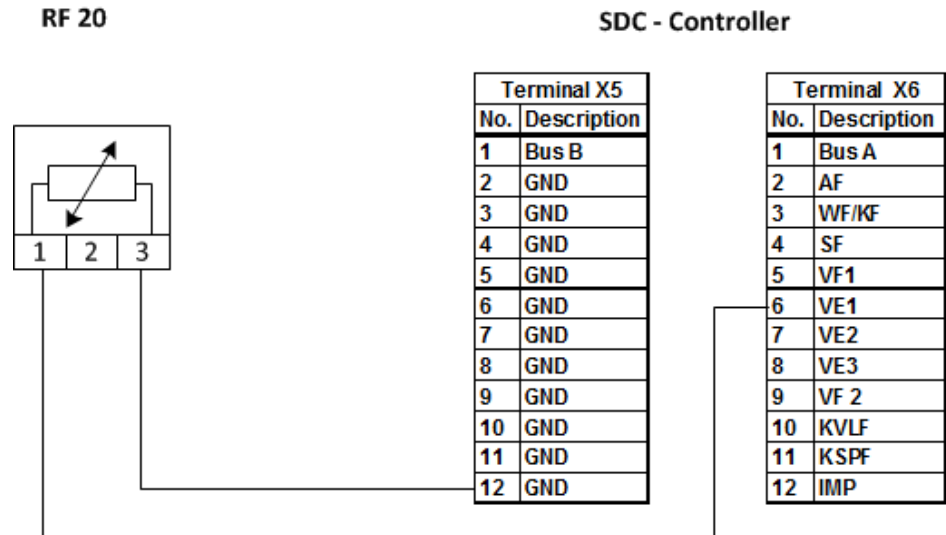 RF 20
SDC - Controller
1 2 3
Terminal X5
No. Description
1 Bus B
2 GND
3 GND
4 GND
5 GND
6 GND
7 GND
8 GND
9 GND
10 GND
11 GND
12 GND
Terminal X6
No. Description
1 Bus A
2 AF
3 WF/KF
4 SF
5 VF1
6 VE1
7 VE2
8 VE3
9 VF 2
10 KVLF
11 KSPF
12 IMP